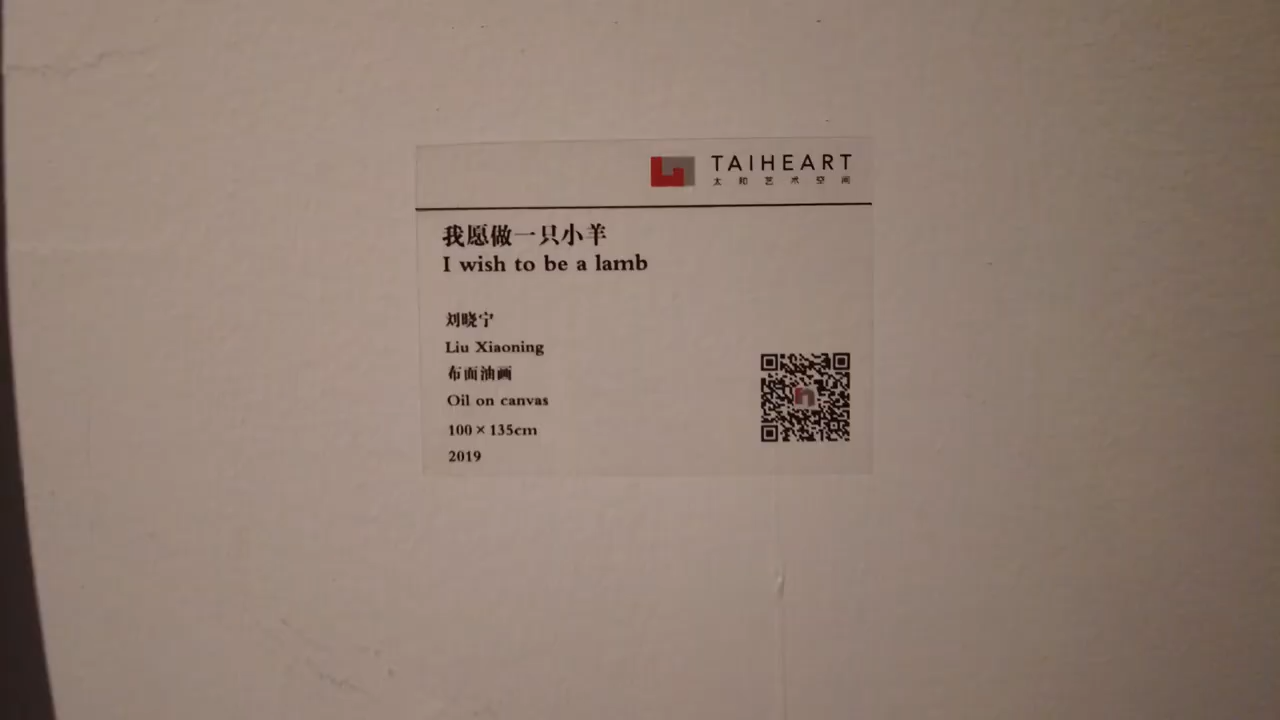 TAIHEART
太和艺术空间
我愿做一只小羊
I wish to be a lamb
刘晓宁
Liu Xiaoning
布面油画
Oil on canvas
100×135cm
2019